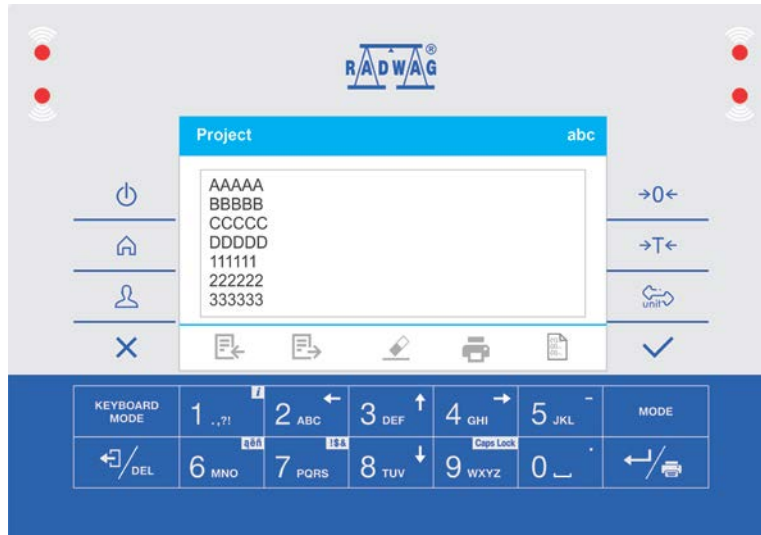 RADWAG®
Project abc
AAAAA
BBBBB
CCCCC
DDDDD
111111
222222
333333
→0←
→T←
unit
KEYBOARD MODE
1 .,?! i
2 ABC ←
3 DEF ↑
4 GHI →
5 JKL -
MODE
DEL
6 MNO ąêñ
7 PQRS !$&
8 TUV ↓
9 WXYZ Caps Lock
0 .